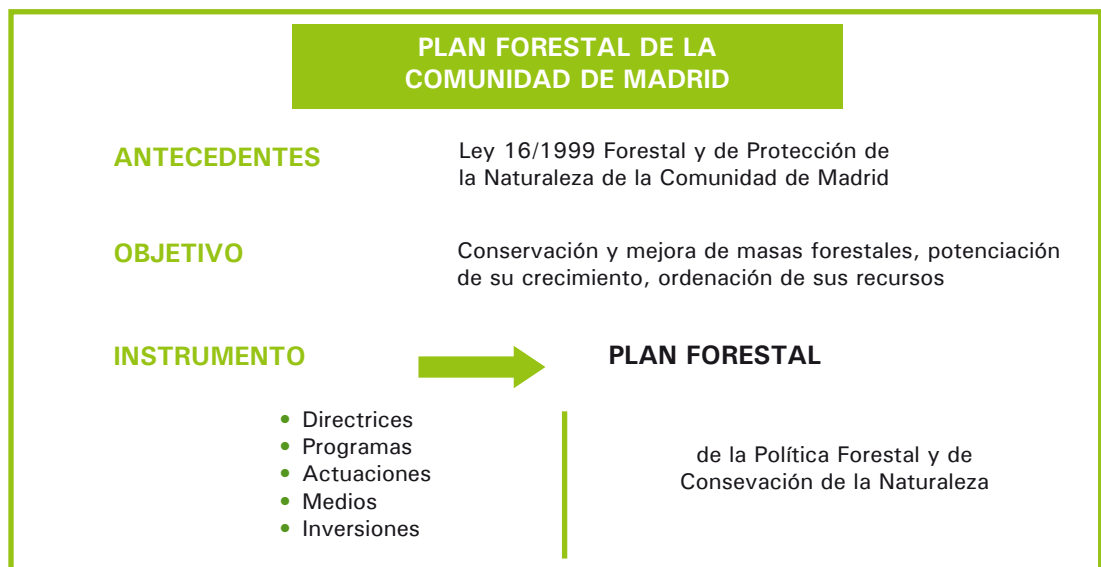 PLAN FORESTAL DE LA
COMUNIDAD DE MADRID
ANTECEDENTES
Ley 16/1999 Forestal y de Protección de
la Naturaleza de la Comunidad de Madrid
OBJETIVO
Conservación y mejora de masas forestales, potenciación
de su crecimiento, ordenación de sus recursos
INSTRUMENTO
PLAN FORESTAL
• Directrices
• Programas
• Actuaciones
• Medios
• Inversiones
de la Política Forestal y de
Consevación de la Naturaleza